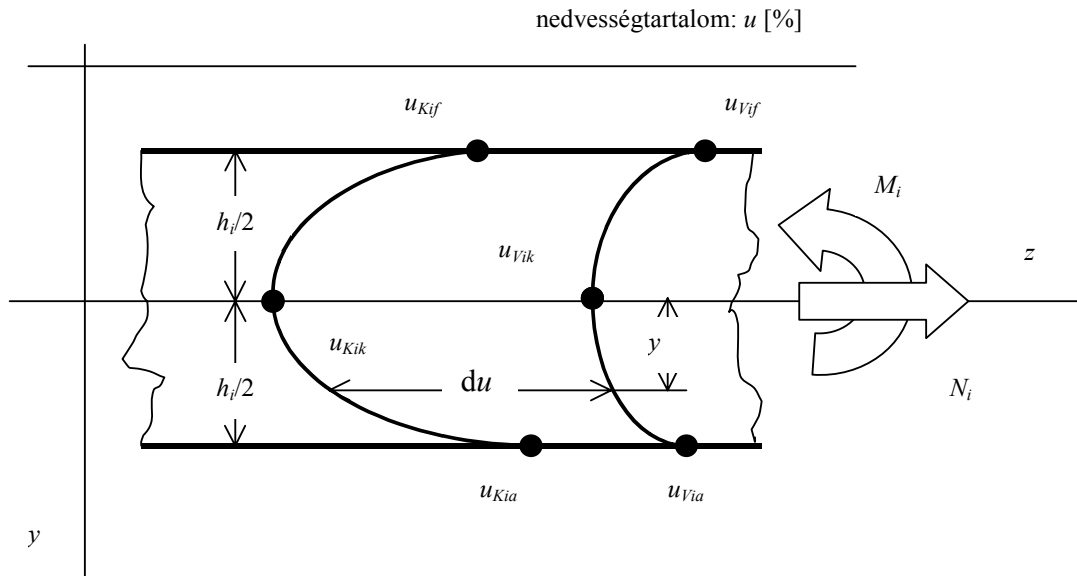 nedvességtartalom: u [%]
u_Kif
u_Vif
M_i
h_i/2
u_Vik
z
u_Kik
y
h_i/2
du
N_i
u_Kia
u_Via
y